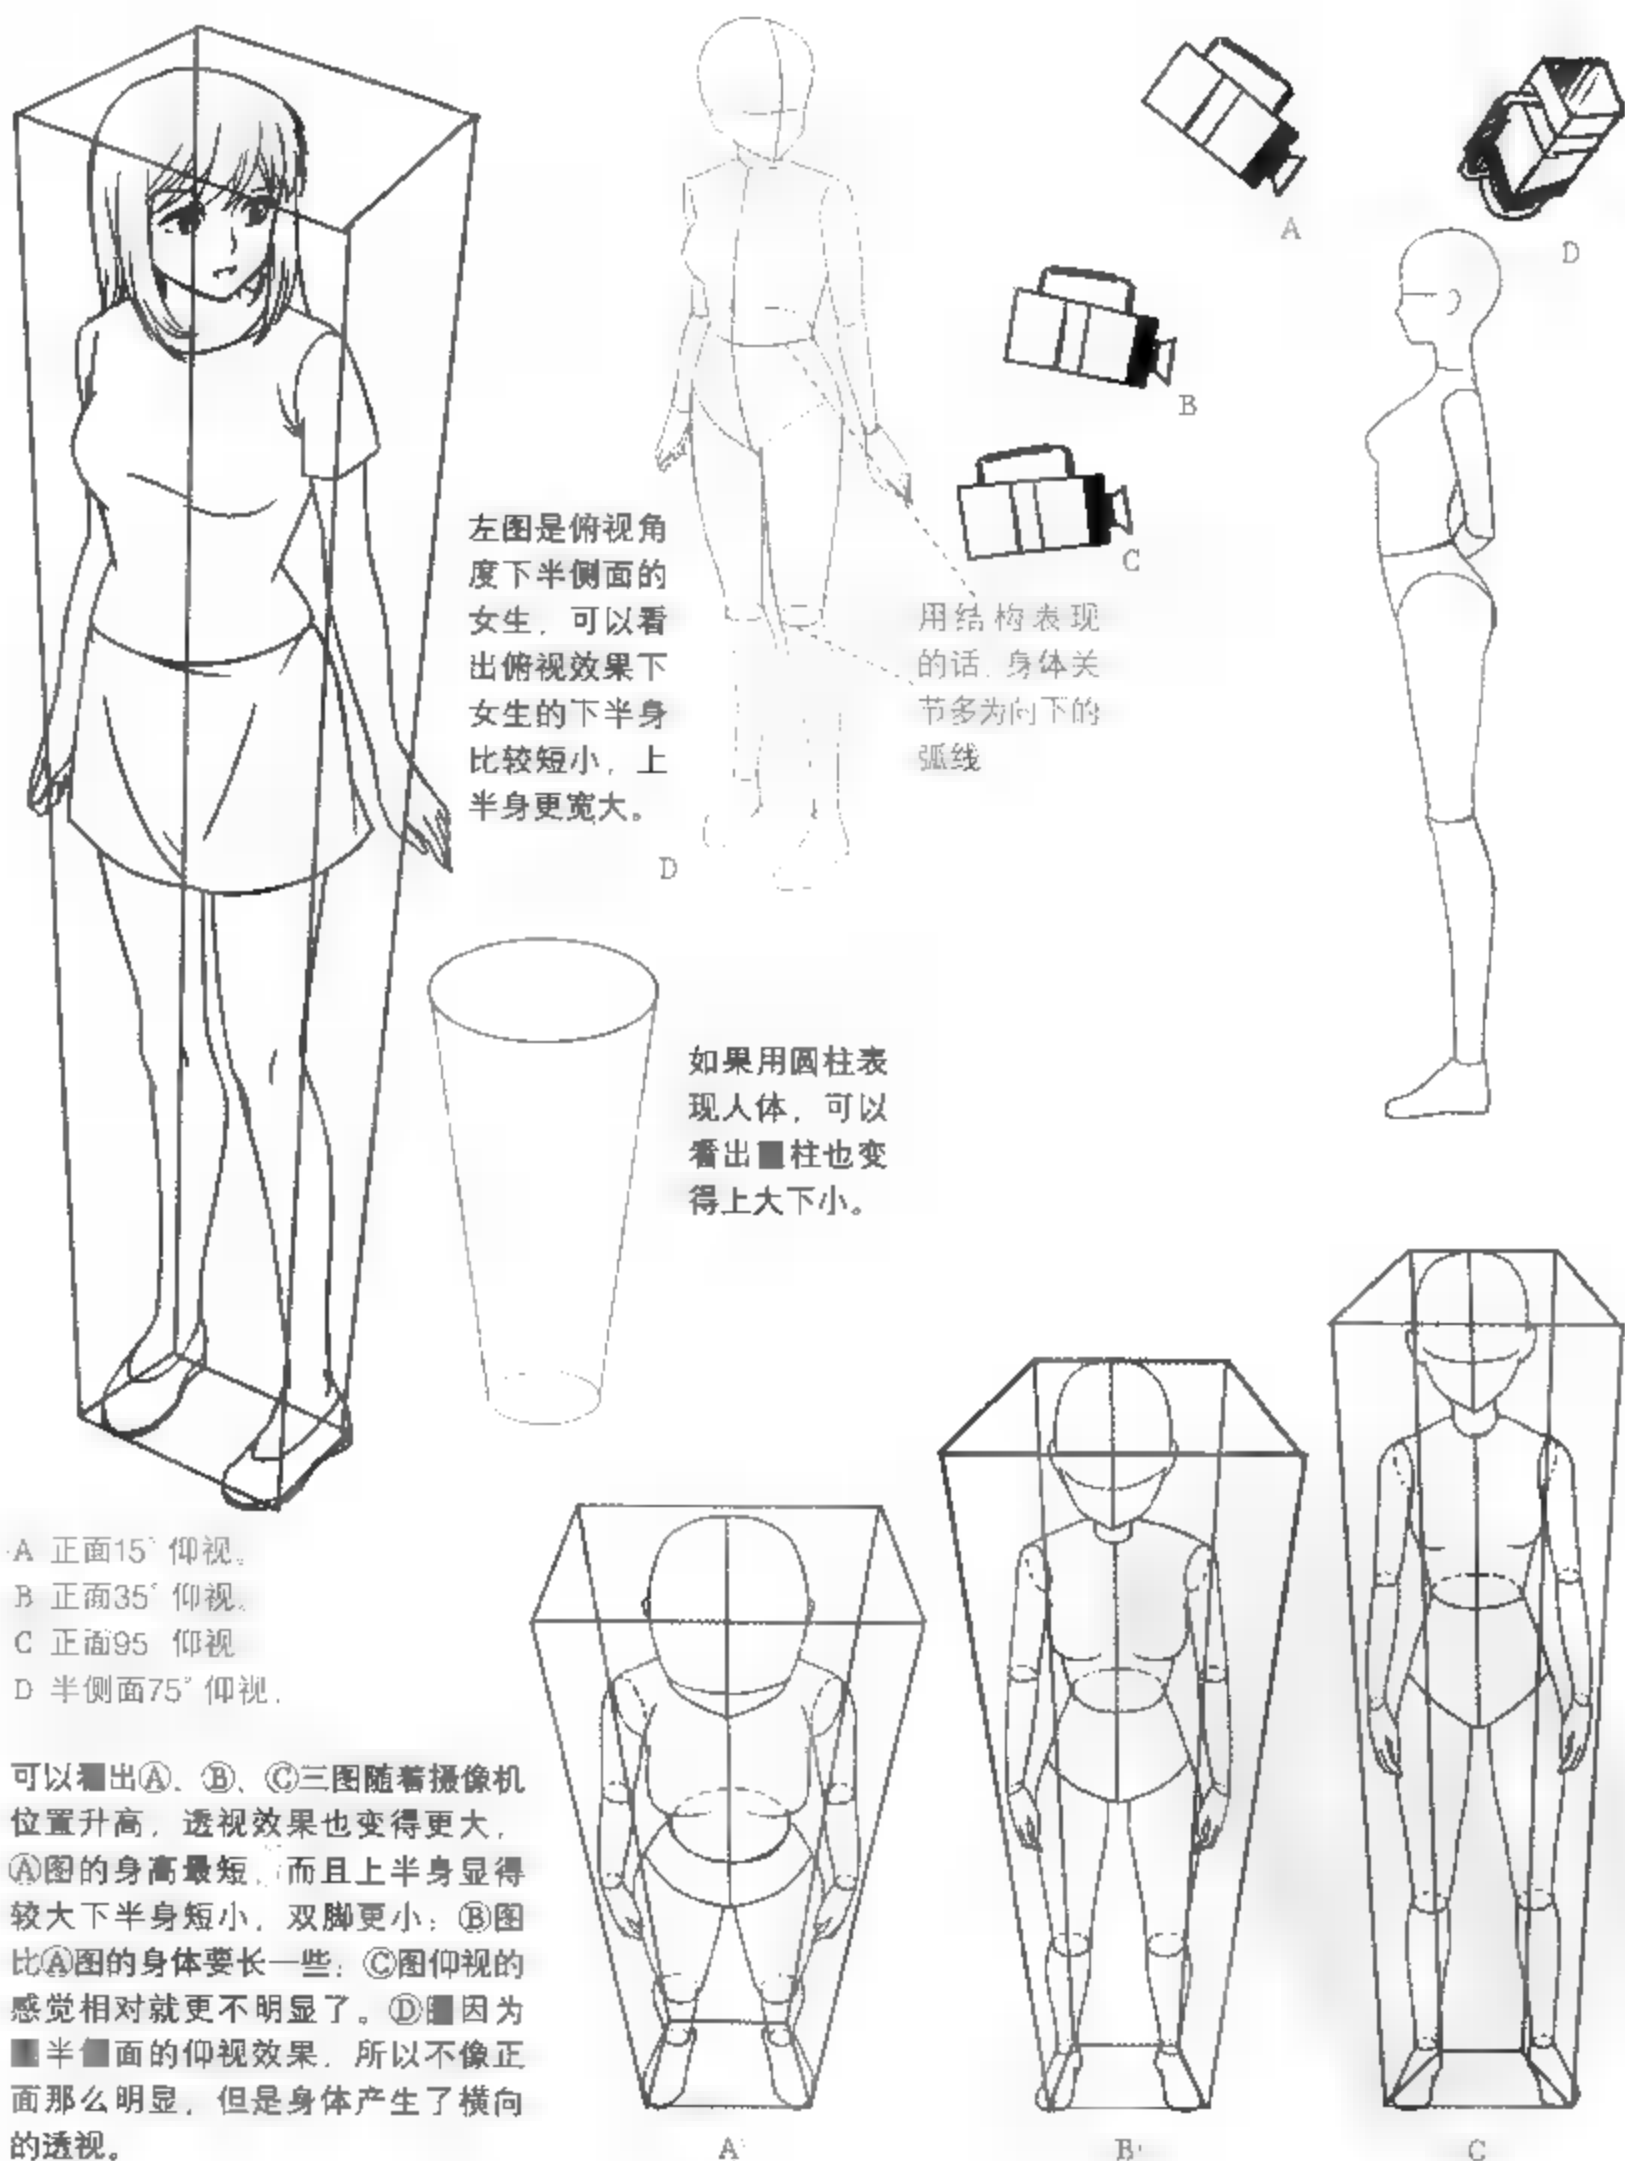 A
D
B
C
左图是俯视角
度下半侧面的
女生，可以看
出俯视效果下
女生的下半身
比较短小，上
半身更宽大。
用结构表现
的话，身体关
节多为向下的
弧线
D
如果用圆柱表
现人体，可以
看出柱也变
得上大下小。
A 正面15°仰视。
B 正面35°仰视。
C 正面95 仰视
D 半侧面75°仰视。
可以出Ⓐ、Ⓑ、Ⓒ三图随着摄像机
位置升高，透视效果也变得更大，
Ⓐ图的身高最短，而且上半身显得
较大下半身短小，双脚更小；Ⓑ图
比Ⓐ图的身体要长一些；Ⓒ图仰视的
感觉相对就更不明显了。Ⓓ因为
半面的仰视效果，所以不像正
面那么明显，但是身体产生了横向
的透视。
A
B
C